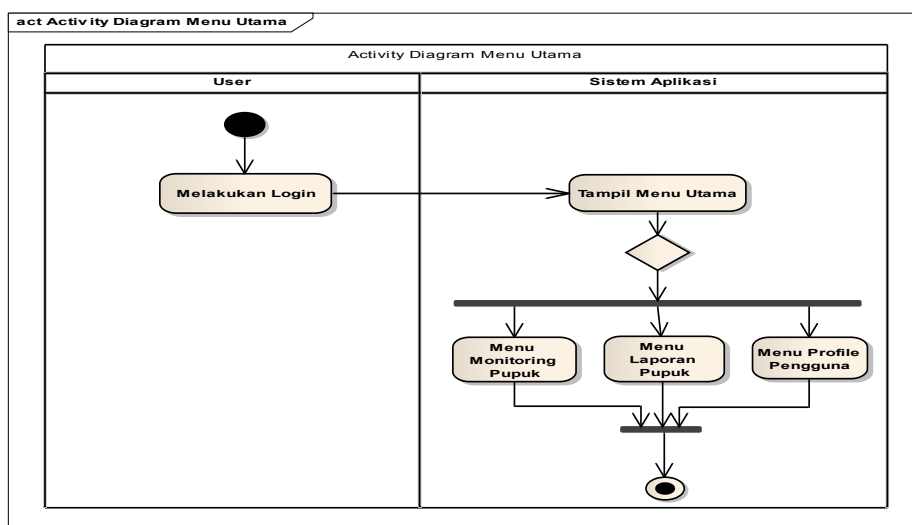 act Activity Diagram Menu Utama
Activity Diagram Menu Utama
User
Sistem Aplikasi
Melakukan Login
Tampil Menu Utama
Menu
Monitoring
Pupuk
Menu
Laporan
Pupuk
Menu Profile
Pengguna